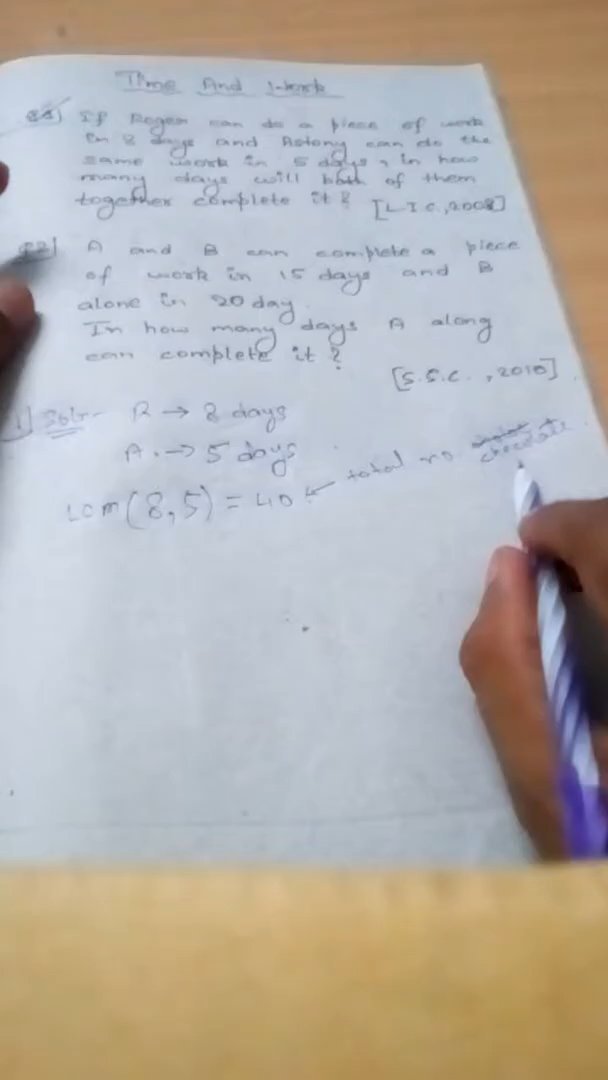 Time And Work
If Rogan can do a piece of work
in 8 days and Antony can do the
same work in 5 days, In how
many days will both of them
together complete it? [L.I.C, 2008]
Q2] A and B can complete a piece
of work in 15 days and B
alone in 20 day.
In how many days A along
can complete it?
[S.S.C., 2010]
1] Soln- R → 8 days
A → 5 days
LCM (8, 5) = 40 ← total no
chocolate